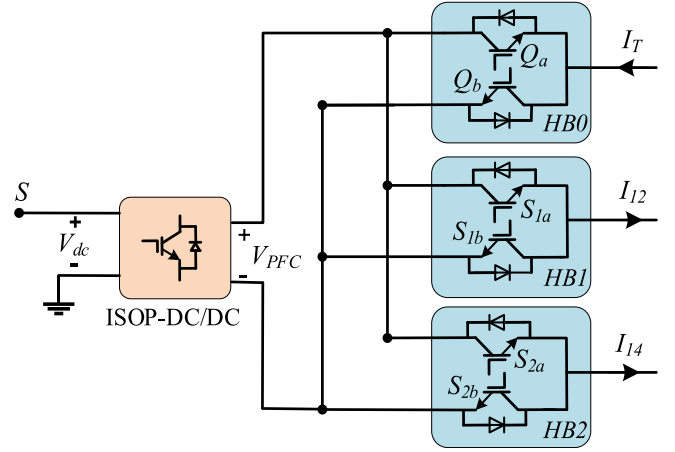 Q_a
I_T
Q_b
HB0
S
+
V_dc
-
+
V_PFC
-
S_1a
I_12
S_1b
HB1
ISOP-DC/DC
S_2a
I_14
S_2b
HB2